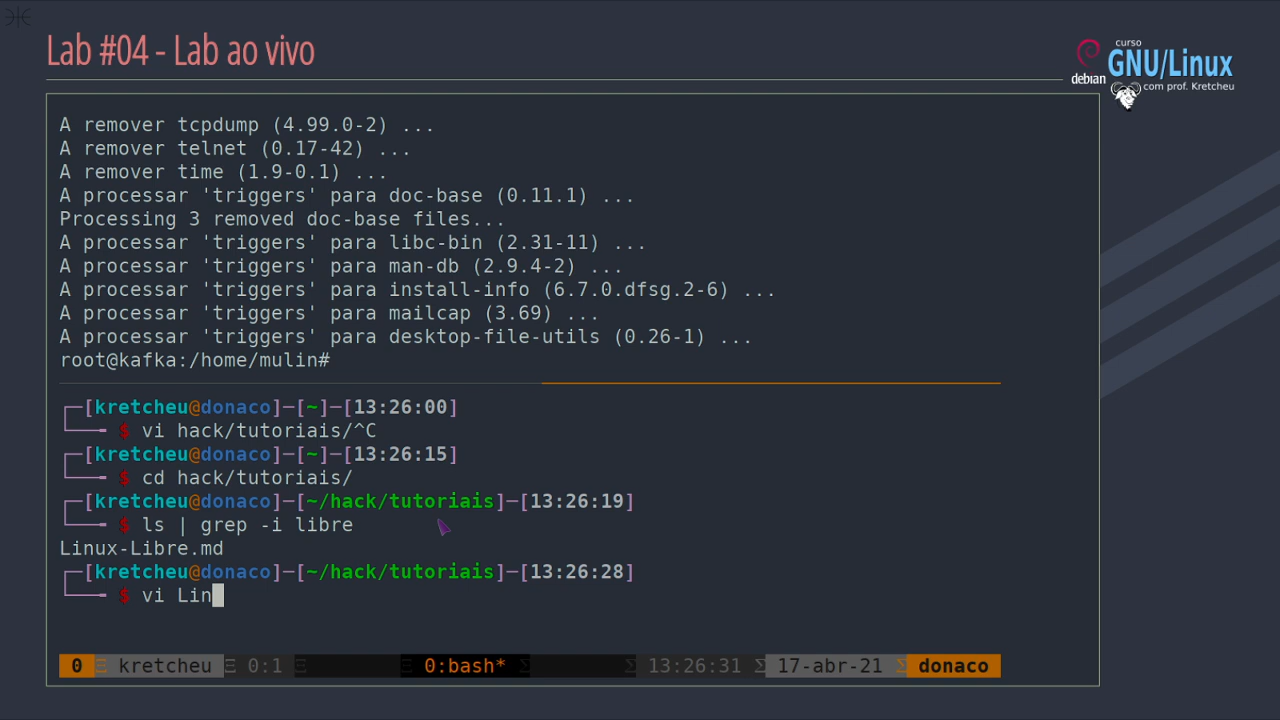 Lab #04 - Lab ao vivo
curso
GNU/Linux
debian
com prof. Kretcheu
A remover tcpdump (4.99.0-2) ...
A remover telnet (0.17-42) ...
A remover time (1.9-0.1) ...
A processar 'triggers' para doc-base (0.11.1) ...
Processing 3 removed doc-base files...
A processar 'triggers' para libc-bin (2.31-11) ...
A processar 'triggers' para man-db (2.9.4-2) ...
A processar 'triggers' para install-info (6.7.0.dfsg.2-6) ...
A processar 'triggers' para mailcap (3.69) ...
A processar 'triggers' para desktop-file-utils (0.26-1) ...
root@kafka:/home/mulin#
┌─[kretcheu@donaco]─[~]─[13:26:00]
└──╼ $ vi hack/tutoriais/^C
┌─[kretcheu@donaco]─[~]─[13:26:15]
└──╼ $ cd hack/tutoriais/
┌─[kretcheu@donaco]─[~/hack/tutoriais]─[13:26:19]
└──╼ $ ls | grep -i libre
Linux-Libre.md
┌─[kretcheu@donaco]─[~/hack/tutoriais]─[13:26:28]
└──╼ $ vi Lin
0 Ξ kretcheu Ξ 0:1 Ξ 0:bash* Σ Σ 13:26:31 Σ 17-abr-21 Σ donaco